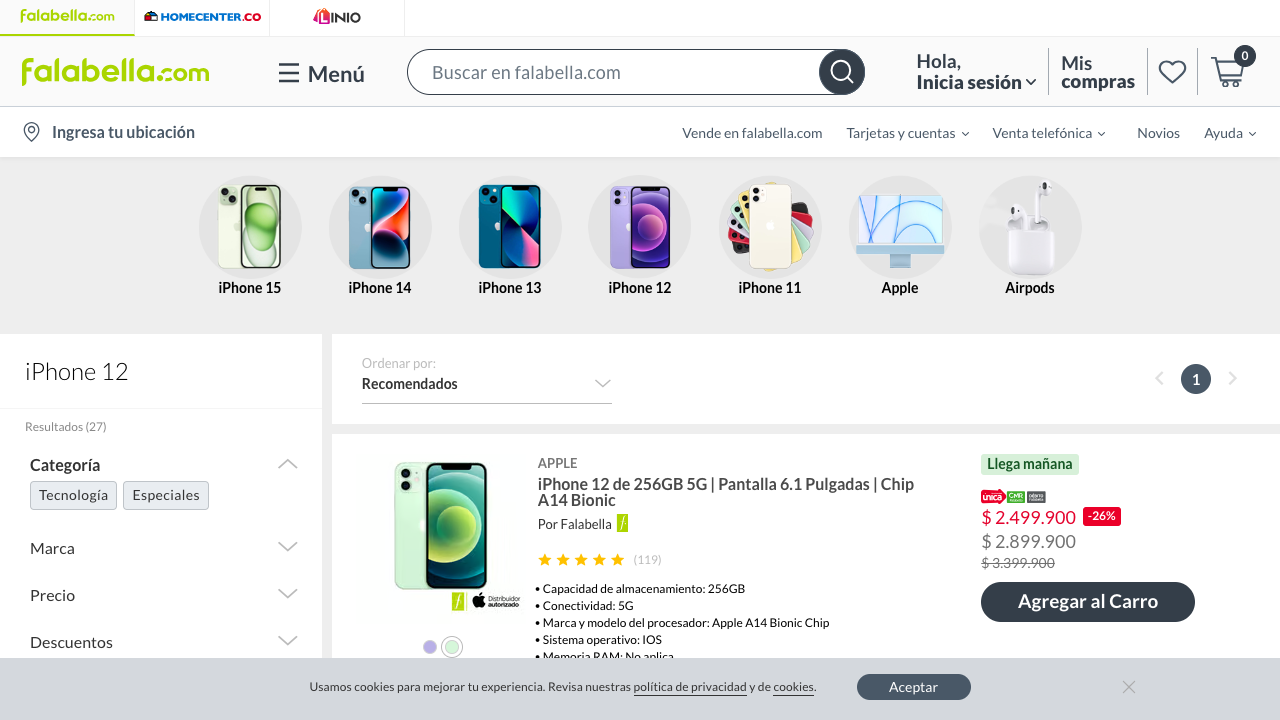 falabella.com
HOMECENTER.CO
LINIO
falabella.com
Menú
Buscar en falabella.com
Hola,
Inicia sesión
Mis
compras
0
Ingresa tu ubicación
Vende en falabella.com
Tarjetas y cuentas
Venta telefónica
Novios
Ayuda
iPhone 15
iPhone 14
iPhone 13
iPhone 12
iPhone 11
Apple
Airpods
iPhone 12
Resultados (27)
Categoría
Tecnología
Especiales
Marca
Precio
Descuentos
Ordenar por:
Recomendados
1
Distribuidor
autorizado
APPLE
iPhone 12 de 256GB 5G | Pantalla 6.1 Pulgadas | Chip
A14 Bionic
Por Falabella
(119)
• Capacidad de almacenamiento: 256GB
• Conectividad: 5G
• Marca y modelo del procesador: Apple A14 Bionic Chip
• Sistema operativo: IOS
• Memoria RAM: No aplica
Llega mañana
única
CMR
$ 2.499.900
-26%
$ 2.899.900
$ 3.399.900
Agregar al Carro
Usamos cookies para mejorar tu experiencia. Revisa nuestras política de privacidad y de cookies.
Aceptar